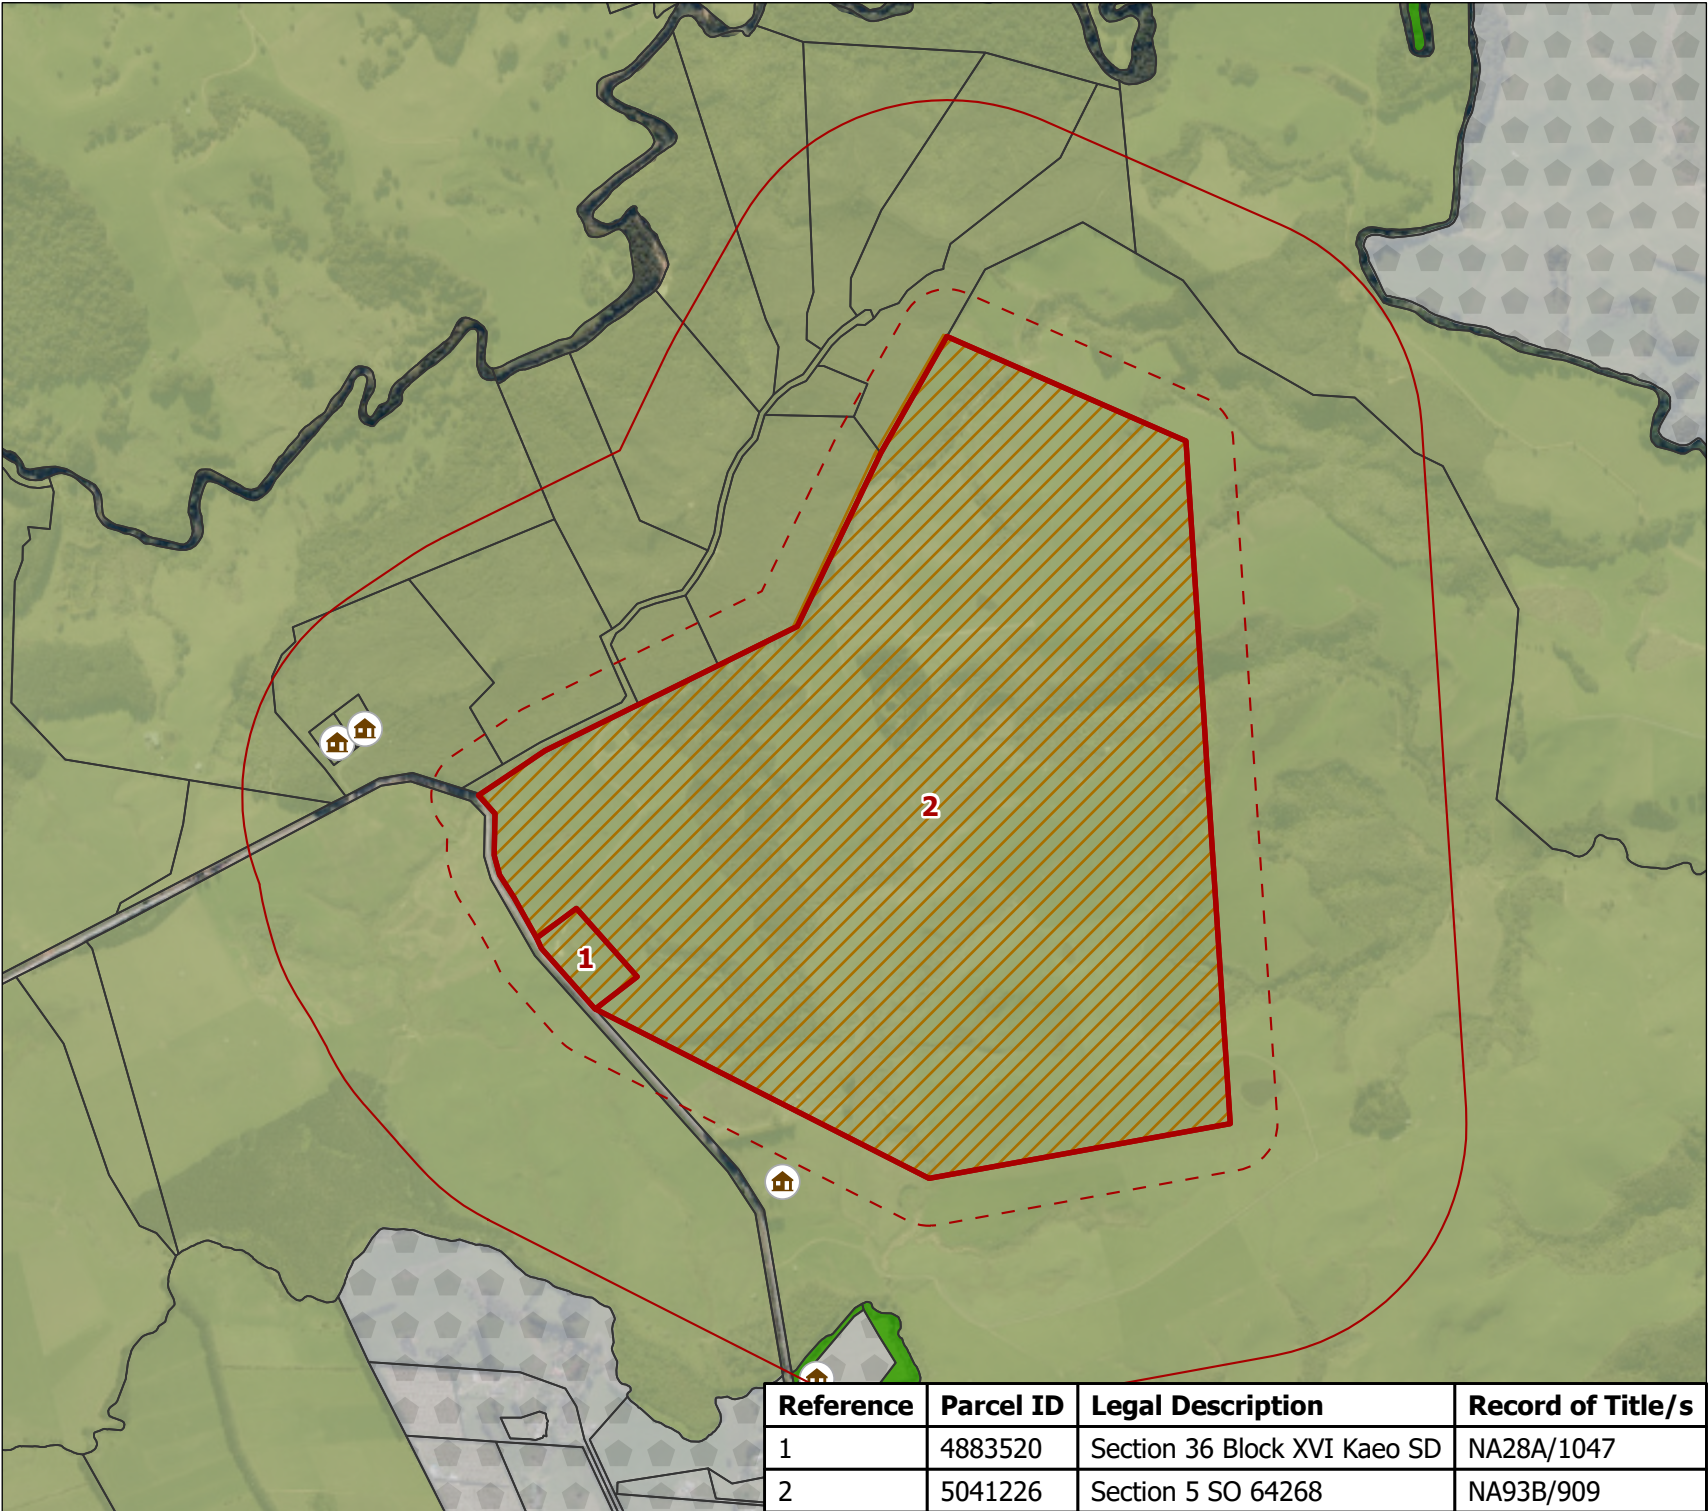 2
1
Reference Parcel ID Legal Description Record of Title/s
1 4883520 Section 36 Block XVI Kaeo SD NA28A/1047
2 5041226 Section 5 SO 64268 NA93B/909